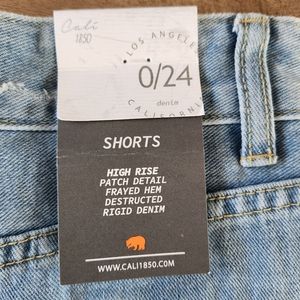 Cali
1850
LOS ANGELES
0/24
denim
CALIFORNIA
SHORTS
HIGH RISE
PATCH DETAIL
FRAYED HEM
DESTRUCTED
RIGID DENIM
WWW.CALI1850.COM